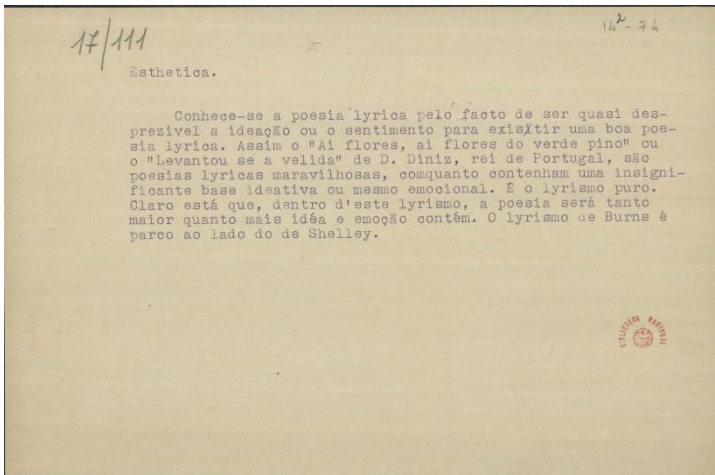 17/111
14²-74
Esthetica.
Conhece-se a poesia lyrica pelo facto de ser quasi des-
prezivel a ideação ou o sentimento para existir uma boa poe-
sia lyrica. Assim o "Ai flores, ai flores do verde pino" ou
o "Levantou se a velida" de D. Diniz, rei de Portugal, são
poesias lyricas maravilhosas, comquanto contenham uma insigni-
ficante base ideativa ou mesmo emocional. É o lyrismo puro.
Claro está que, dentro d'este lyrismo, a poesia será tanto
maior quanto mais idéa e emoção contém. O lyrismo de Burns é
parco ao lado do de Shelley.
BIBLIOTECA NACIONAL